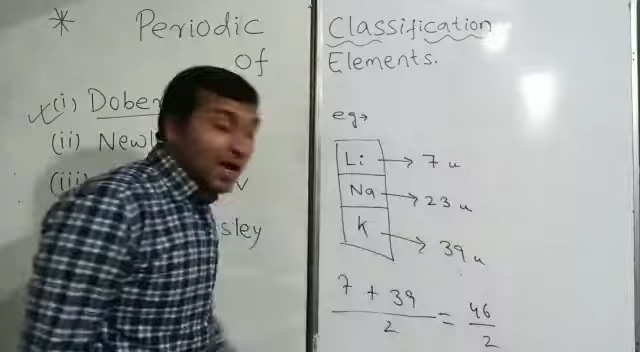 * Periodic Classification
of Elements.
(i) Dober
(ii) Newl
(iii) v
sley
eg→
Li → 7 u
Na → 23 u
K → 39 u
7 + 39 / 2 = 46 / 2